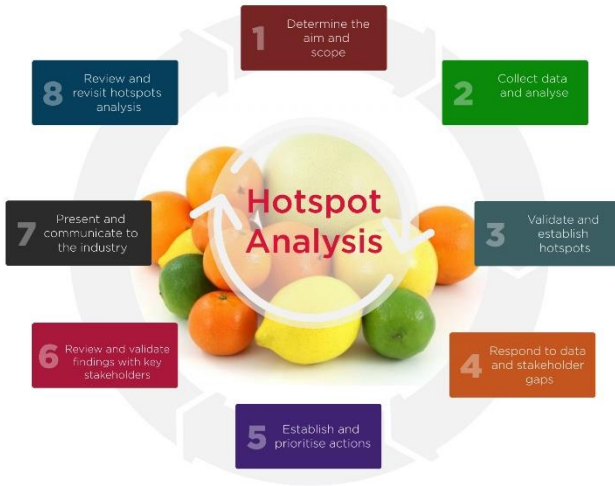 Hotspot
Analysis
1
Determine the
aim and
scope
2
Collect data
and analyse
3
Validate and
establish
hotspots
4
Respond to data
and stakeholder
gaps
5
Establish and
prioritise actions
6
Review and validate
findings with key
stakeholders
7
Present and
communicate to
the industry
8
Review and
revisit hotspots
analysis